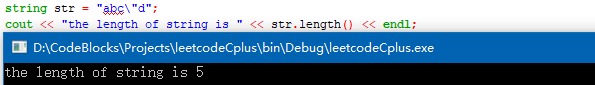 string str = "abc\"d";
cout << "the length of string is " << str.length() << endl;
D:\CodeBlocks\Projects\leetcodeCplus\bin\Debug\leetcodeCplus.exe
the length of string is 5